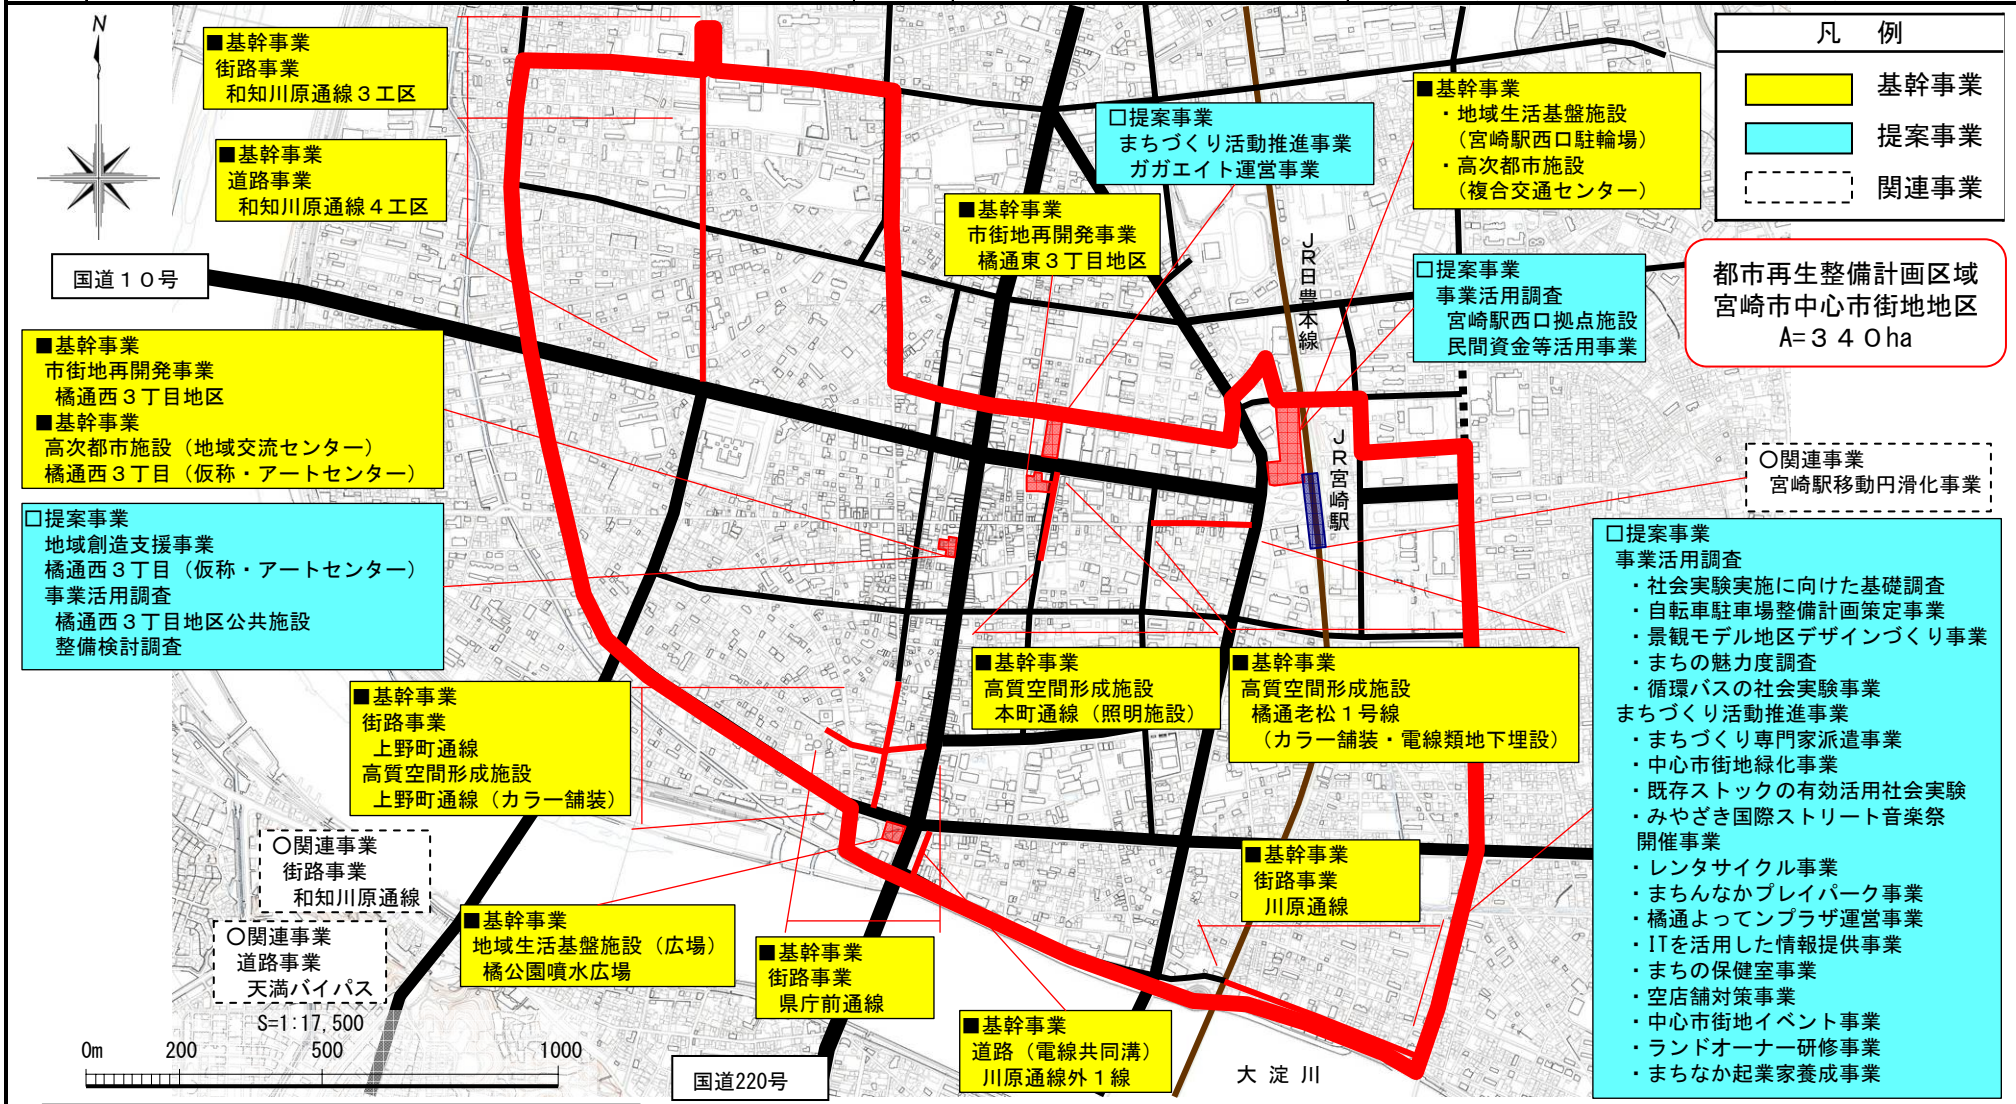 N
■基幹事業
街路事業
和知川原通線３工区
■基幹事業
道路事業
和知川原通線４工区
国道１０号
■基幹事業
市街地再開発事業
橘通西３丁目地区
■基幹事業
高次都市施設（地域交流センター）
橘通西３丁目（仮称・アートセンター）
□提案事業
地域創造支援事業
橘通西３丁目（仮称・アートセンター）
事業活用調査
橘通西３丁目地区公共施設
整備検討調査
■基幹事業
街路事業
上野町通線
高質空間形成施設
上野町通線（カラー舗装）
○関連事業
街路事業
和知川原通線
○関連事業
道路事業
天満バイパス
S=1:17,500
0m 200 500 1000
■基幹事業
地域生活基盤施設（広場）
橘公園噴水広場
国道220号
■基幹事業
街路事業
県庁前通線
■基幹事業
道路（電線共同溝）
川原通線外１線
大淀川
■基幹事業
街路事業
川原通線
■基幹事業
高質空間形成施設
本町通線（照明施設）
■基幹事業
高質空間形成施設
橘通老松１号線
（カラー舗装・電線類地下埋設）
■基幹事業
市街地再開発事業
橘通東３丁目地区
□提案事業
まちづくり活動推進事業
ガガエイト運営事業
■基幹事業
・地域生活基盤施設
（宮崎駅西口駐輪場）
・高次都市施設
（複合交通センター）
□提案事業
事業活用調査
宮崎駅西口拠点施設
民間資金等活用事業
ＪＲ日豊本線
ＪＲ宮崎駅
凡　例
基幹事業
提案事業
関連事業
都市再生整備計画区域
宮崎市中心市街地地区
A=３４０ha
○関連事業
宮崎駅移動円滑化事業
□提案事業
事業活用調査
・社会実験実施に向けた基礎調査
・自転車駐車場整備計画策定事業
・景観モデル地区デザインづくり事業
・まちの魅力度調査
・循環バスの社会実験事業
まちづくり活動推進事業
・まちづくり専門家派遣事業
・中心市街地緑化事業
・既存ストックの有効活用社会実験
・みやざき国際ストリート音楽祭
開催事業
・レンタサイクル事業
・まちんなかプレイパーク事業
・橘通よってンプラザ運営事業
・ITを活用した情報提供事業
・まちの保健室事業
・空店舗対策事業
・中心市街地イベント事業
・ランドオーナー研修事業
・まちなか起業家養成事業